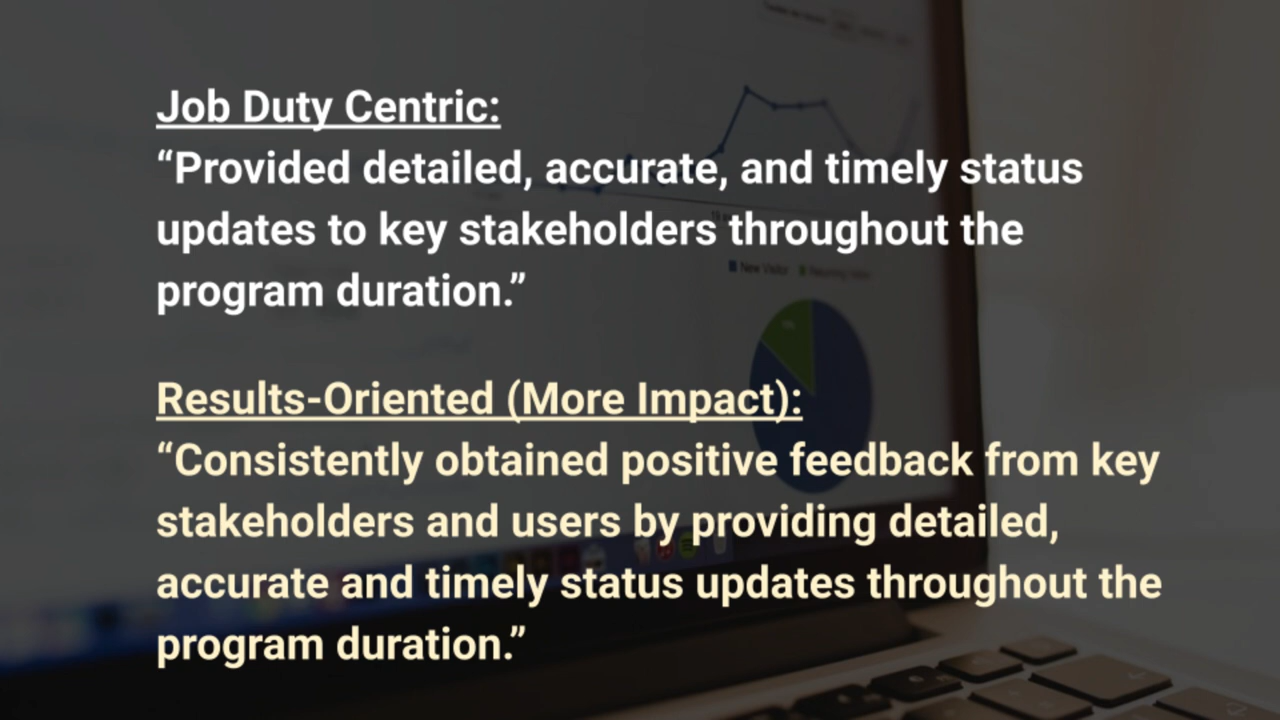 Job Duty Centric:
“Provided detailed, accurate, and timely status
updates to key stakeholders throughout the
program duration.”
Results-Oriented (More Impact):
“Consistently obtained positive feedback from key
stakeholders and users by providing detailed,
accurate and timely status updates throughout the
program duration.”
New Visitor